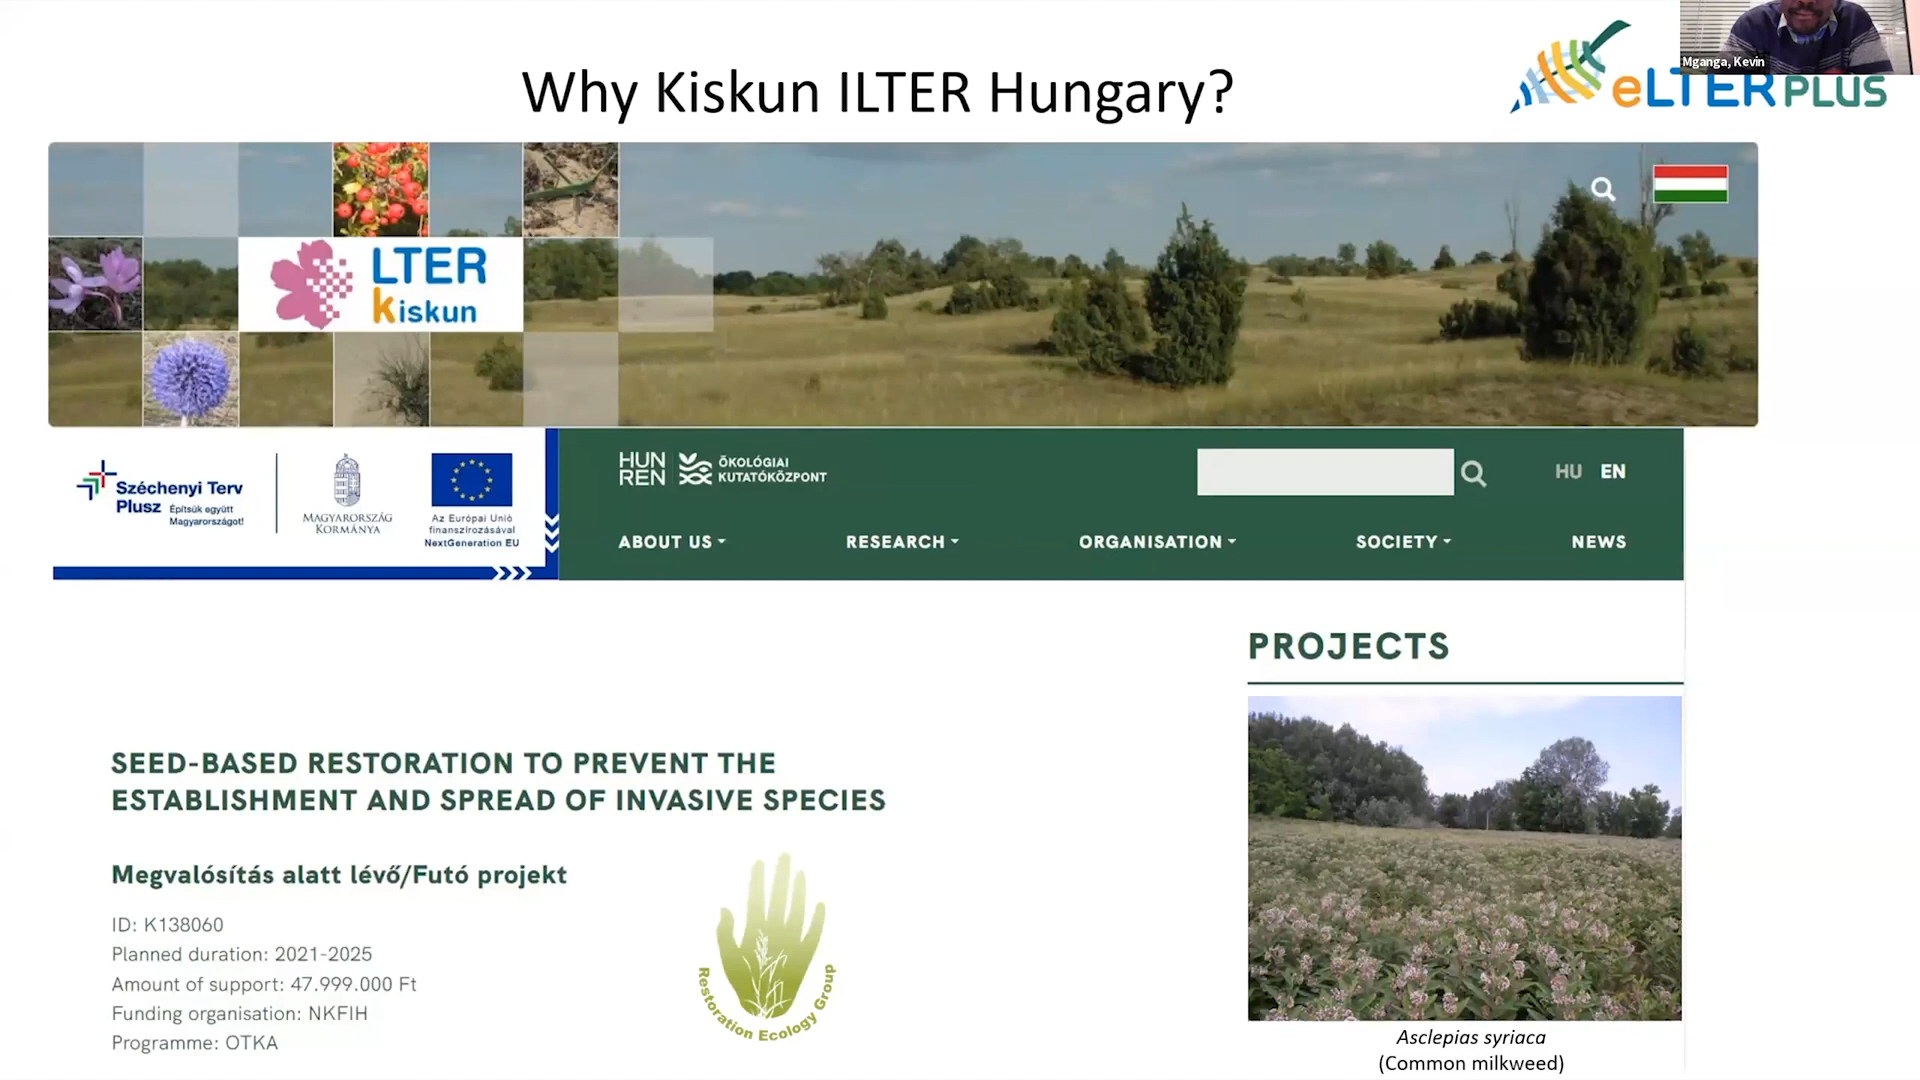 Why Kiskun ILTER Hungary?
eLTER PLUS
Mganga, Kevin
LTER
kiskun
Széchenyi Terv
Plusz
Építsük együtt
Magyarországot!
MAGYARORSZÁG
KORMÁNYA
Az Európai Unió
finanszírozásával
NextGeneration EU
HUN
REN
ÖKOLÓGIAI
KUTATÓKÖZPONT
HU EN
ABOUT US RESEARCH ORGANISATION SOCIETY NEWS
PROJECTS
SEED-BASED RESTORATION TO PREVENT THE
ESTABLISHMENT AND SPREAD OF INVASIVE SPECIES
Megvalósítás alatt lévő/Futó projekt
ID: K138060
Planned duration: 2021-2025
Amount of support: 47.999.000 Ft
Funding organisation: NKFIH
Programme: OTKA
Restoration Ecology Group
Asclepias syriaca
(Common milkweed)